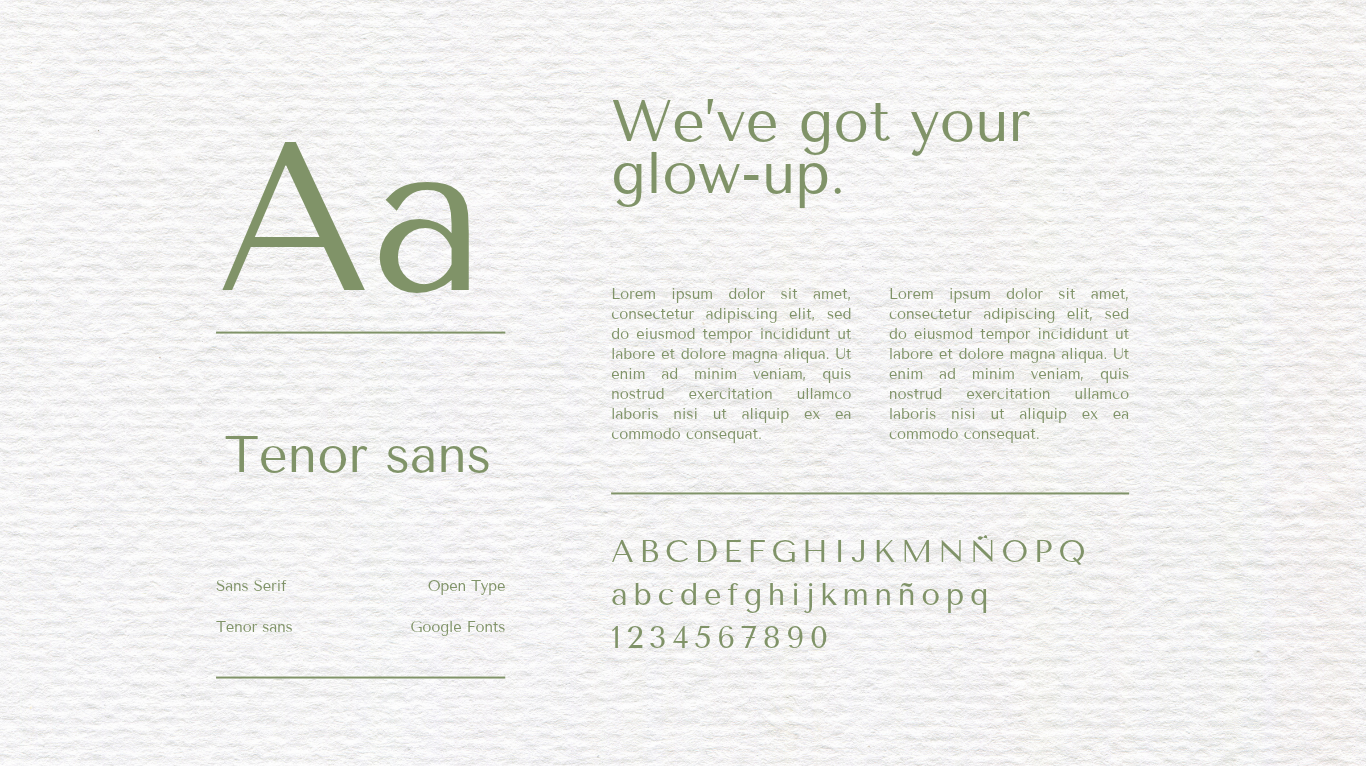 Aa
Tenor sans
Sans Serif
Open Type
Tenor sans
Google Fonts
We've got your
glow-up.
Lorem ipsum dolor sit amet,
consectetur adipiscing elit, sed
do eiusmod tempor incididunt ut
labore et dolore magna aliqua. Ut
enim ad minim veniam, quis
nostrud exercitation ullamco
laboris nisi ut aliquip ex ea
commodo consequat.
Lorem ipsum dolor sit amet,
consectetur adipiscing elit, sed
do eiusmod tempor incididunt ut
labore et dolore magna aliqua. Ut
enim ad minim veniam, quis
nostrud exercitation ullamco
laboris nisi ut aliquip ex ea
commodo consequat.
A B C D E F G H I J K M N Ñ O P Q
a b c d e f g h i j k m n ñ o p q
1 2 3 4 5 6 7 8 9 0